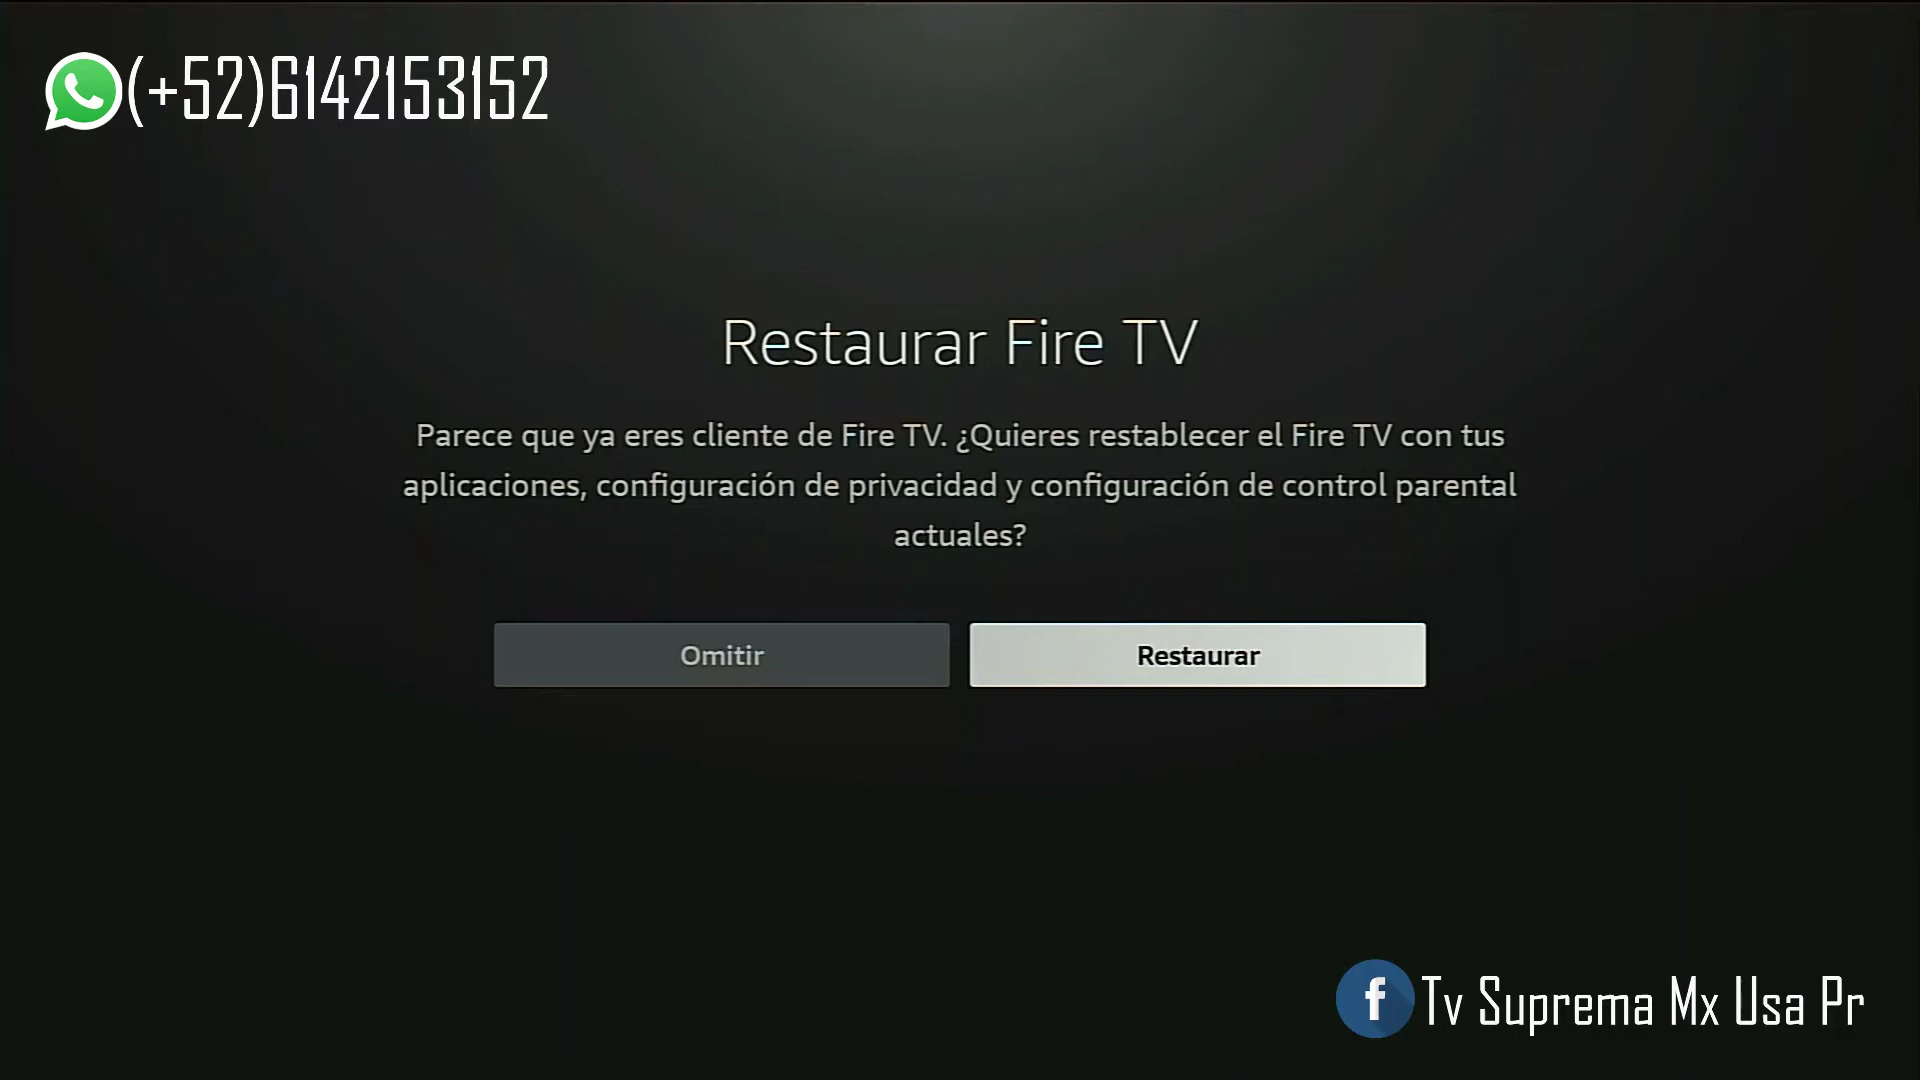 (+52)6142153152
Restaurar Fire TV
Parece que ya eres cliente de Fire TV. ¿Quieres restablecer el Fire TV con tus
aplicaciones, configuración de privacidad y configuración de control parental
actuales?
Omitir
Restaurar
f Tv Suprema Mx Usa Pr